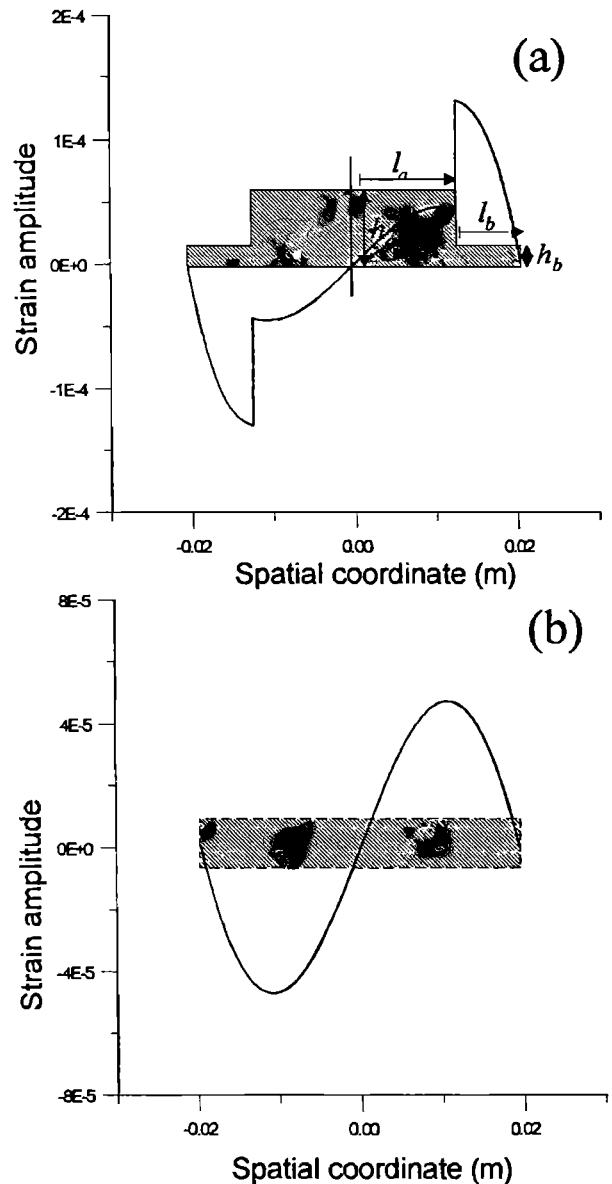 2E-4
(a)
1E-4
l_a
l_b
h
h_b
0E+0
Strain amplitude
-1E-4
-2E-4
-0.02 0.00 0.02
Spatial coordinate (m)
8E-5
(b)
4E-5
0E+0
Strain amplitude
-4E-5
-8E-5
-0.02 0.00 0.02
Spatial coordinate (m)